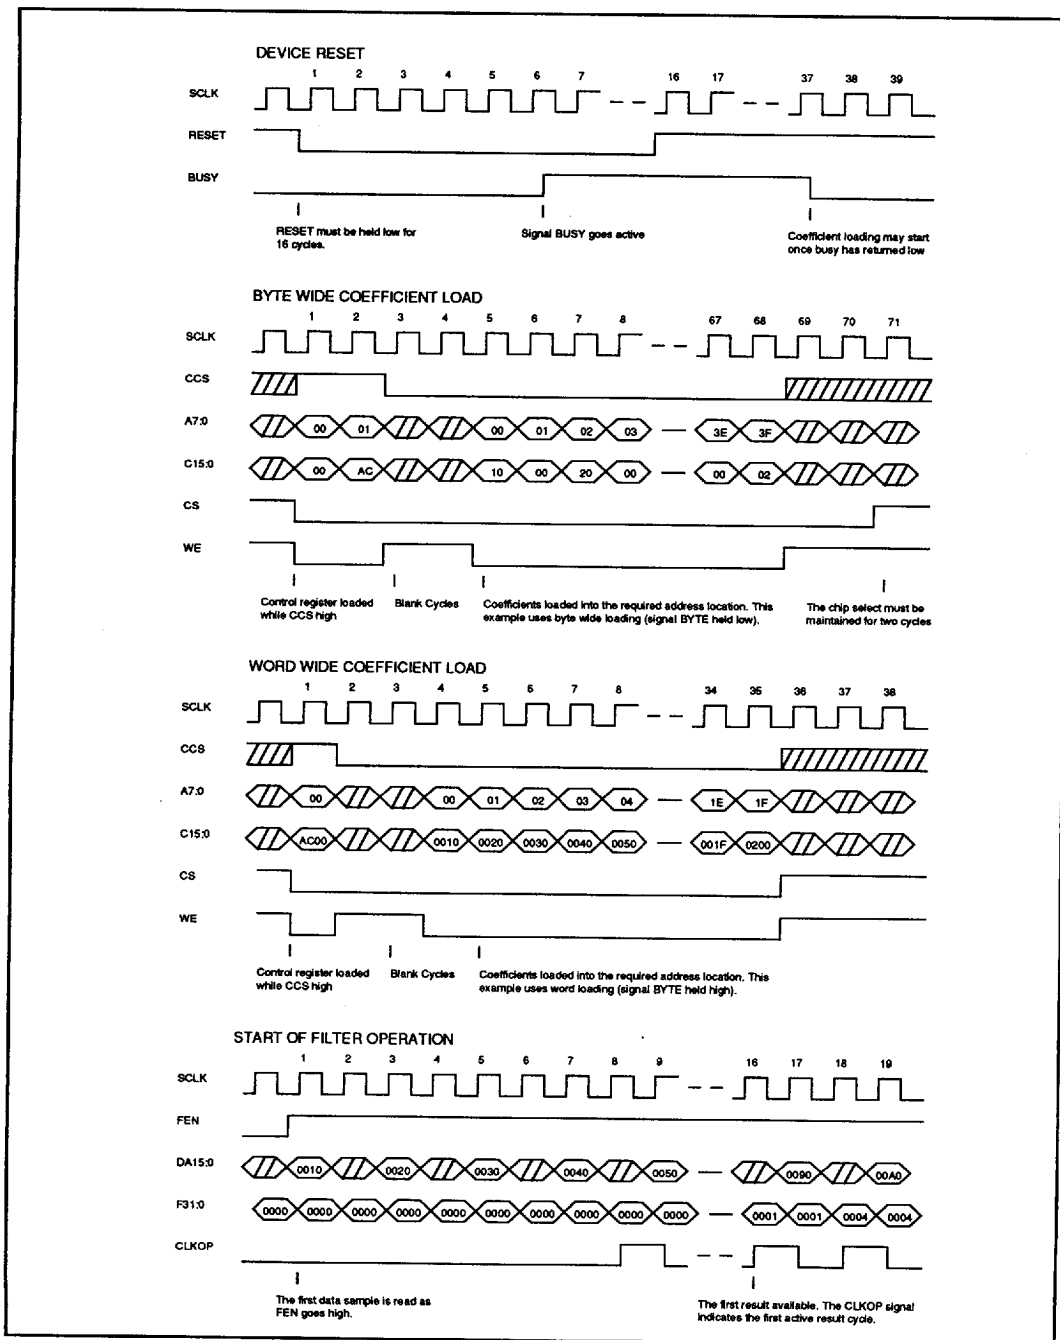 DEVICE RESET
1 2 3 4 5 6 7 16 17 37 38 39
SCLK
RESET
BUSY
RESET must be held low for
16 cycles.
Signal BUSY goes active
Coefficient loading may start
once busy has returned low
BYTE WIDE COEFFICIENT LOAD
1 2 3 4 5 6 7 8 67 68 69 70 71
SCLK
CCS
A7:0 00 01 00 01 02 03 3E 3F
C15:0 00 AC 10 00 20 00 00 02
CS
WE
Control register loaded
while CCS high
Blank Cycles
Coefficients loaded into the required address location. This
example uses byte wide loading (signal BYTE held low).
The chip select must be
maintained for two cycles
WORD WIDE COEFFICIENT LOAD
1 2 3 4 5 6 7 8 34 35 36 37 38
SCLK
CCS
A7:0 00 00 01 02 03 04 1E 1F
C15:0 AC00 0010 0020 0030 0040 0050 001F 0200
CS
WE
Control register loaded
while CCS high
Blank Cycles
Coefficients loaded into the required address location. This
example uses word loading (signal BYTE held high).
START OF FILTER OPERATION
1 2 3 4 5 6 7 8 9 16 17 18 19
SCLK
FEN
DA15:0 0010 0020 0030 0040 0050 0090 00A0
F31:0 0000 0000 0000 0000 0000 0000 0000 0000 0000 0000 0001 0001 0004 0004
CLKOP
The first data sample is read as
FEN goes high.
The first result available. The CLKOP signal
indicates the first active result cycle.